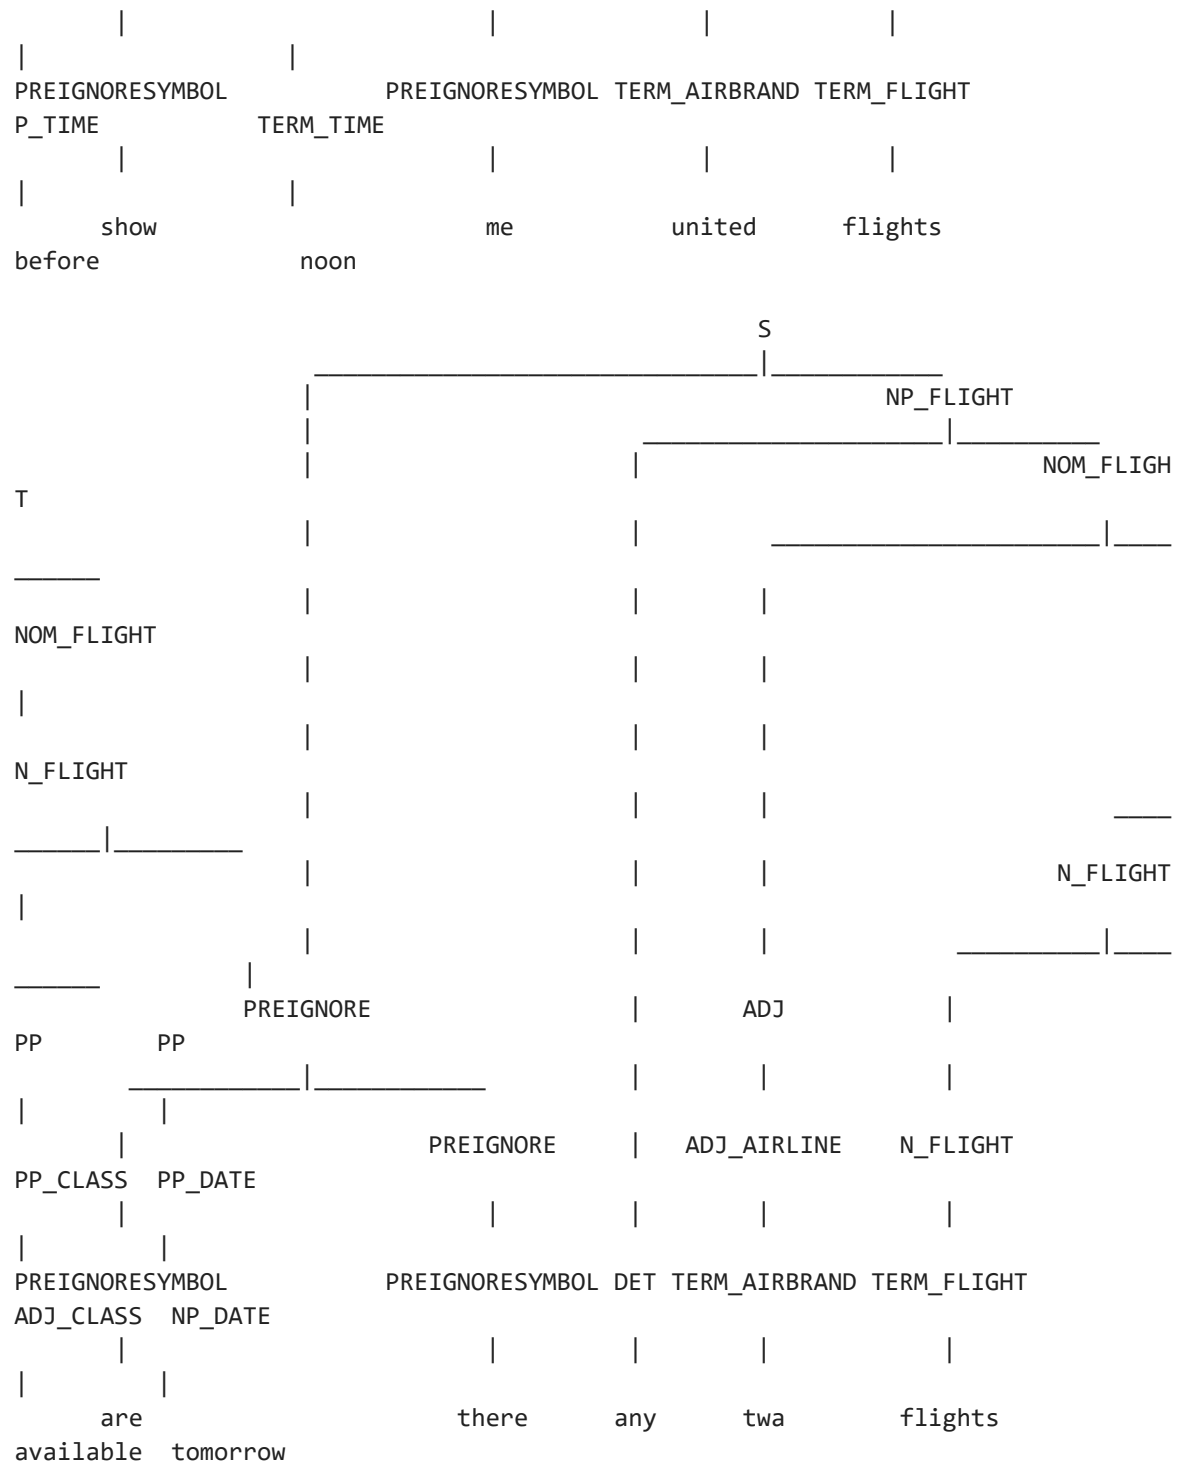 PREIGNORESYMBOL PREIGNORESYMBOL TERM_AIRBRAND TERM_FLIGHT
P_TIME TERM_TIME
show me united flights
before noon
S
NP_FLIGHT
NOM_FLIGH
T
NOM_FLIGHT
N_FLIGHT
N_FLIGHT
PREIGNORE ADJ
PP PP
PREIGNORE ADJ_AIRLINE N_FLIGHT
PP_CLASS PP_DATE
PREIGNORESYMBOL PREIGNORESYMBOL DET TERM_AIRBRAND TERM_FLIGHT
ADJ_CLASS NP_DATE
are there any twa flights
available tomorrow